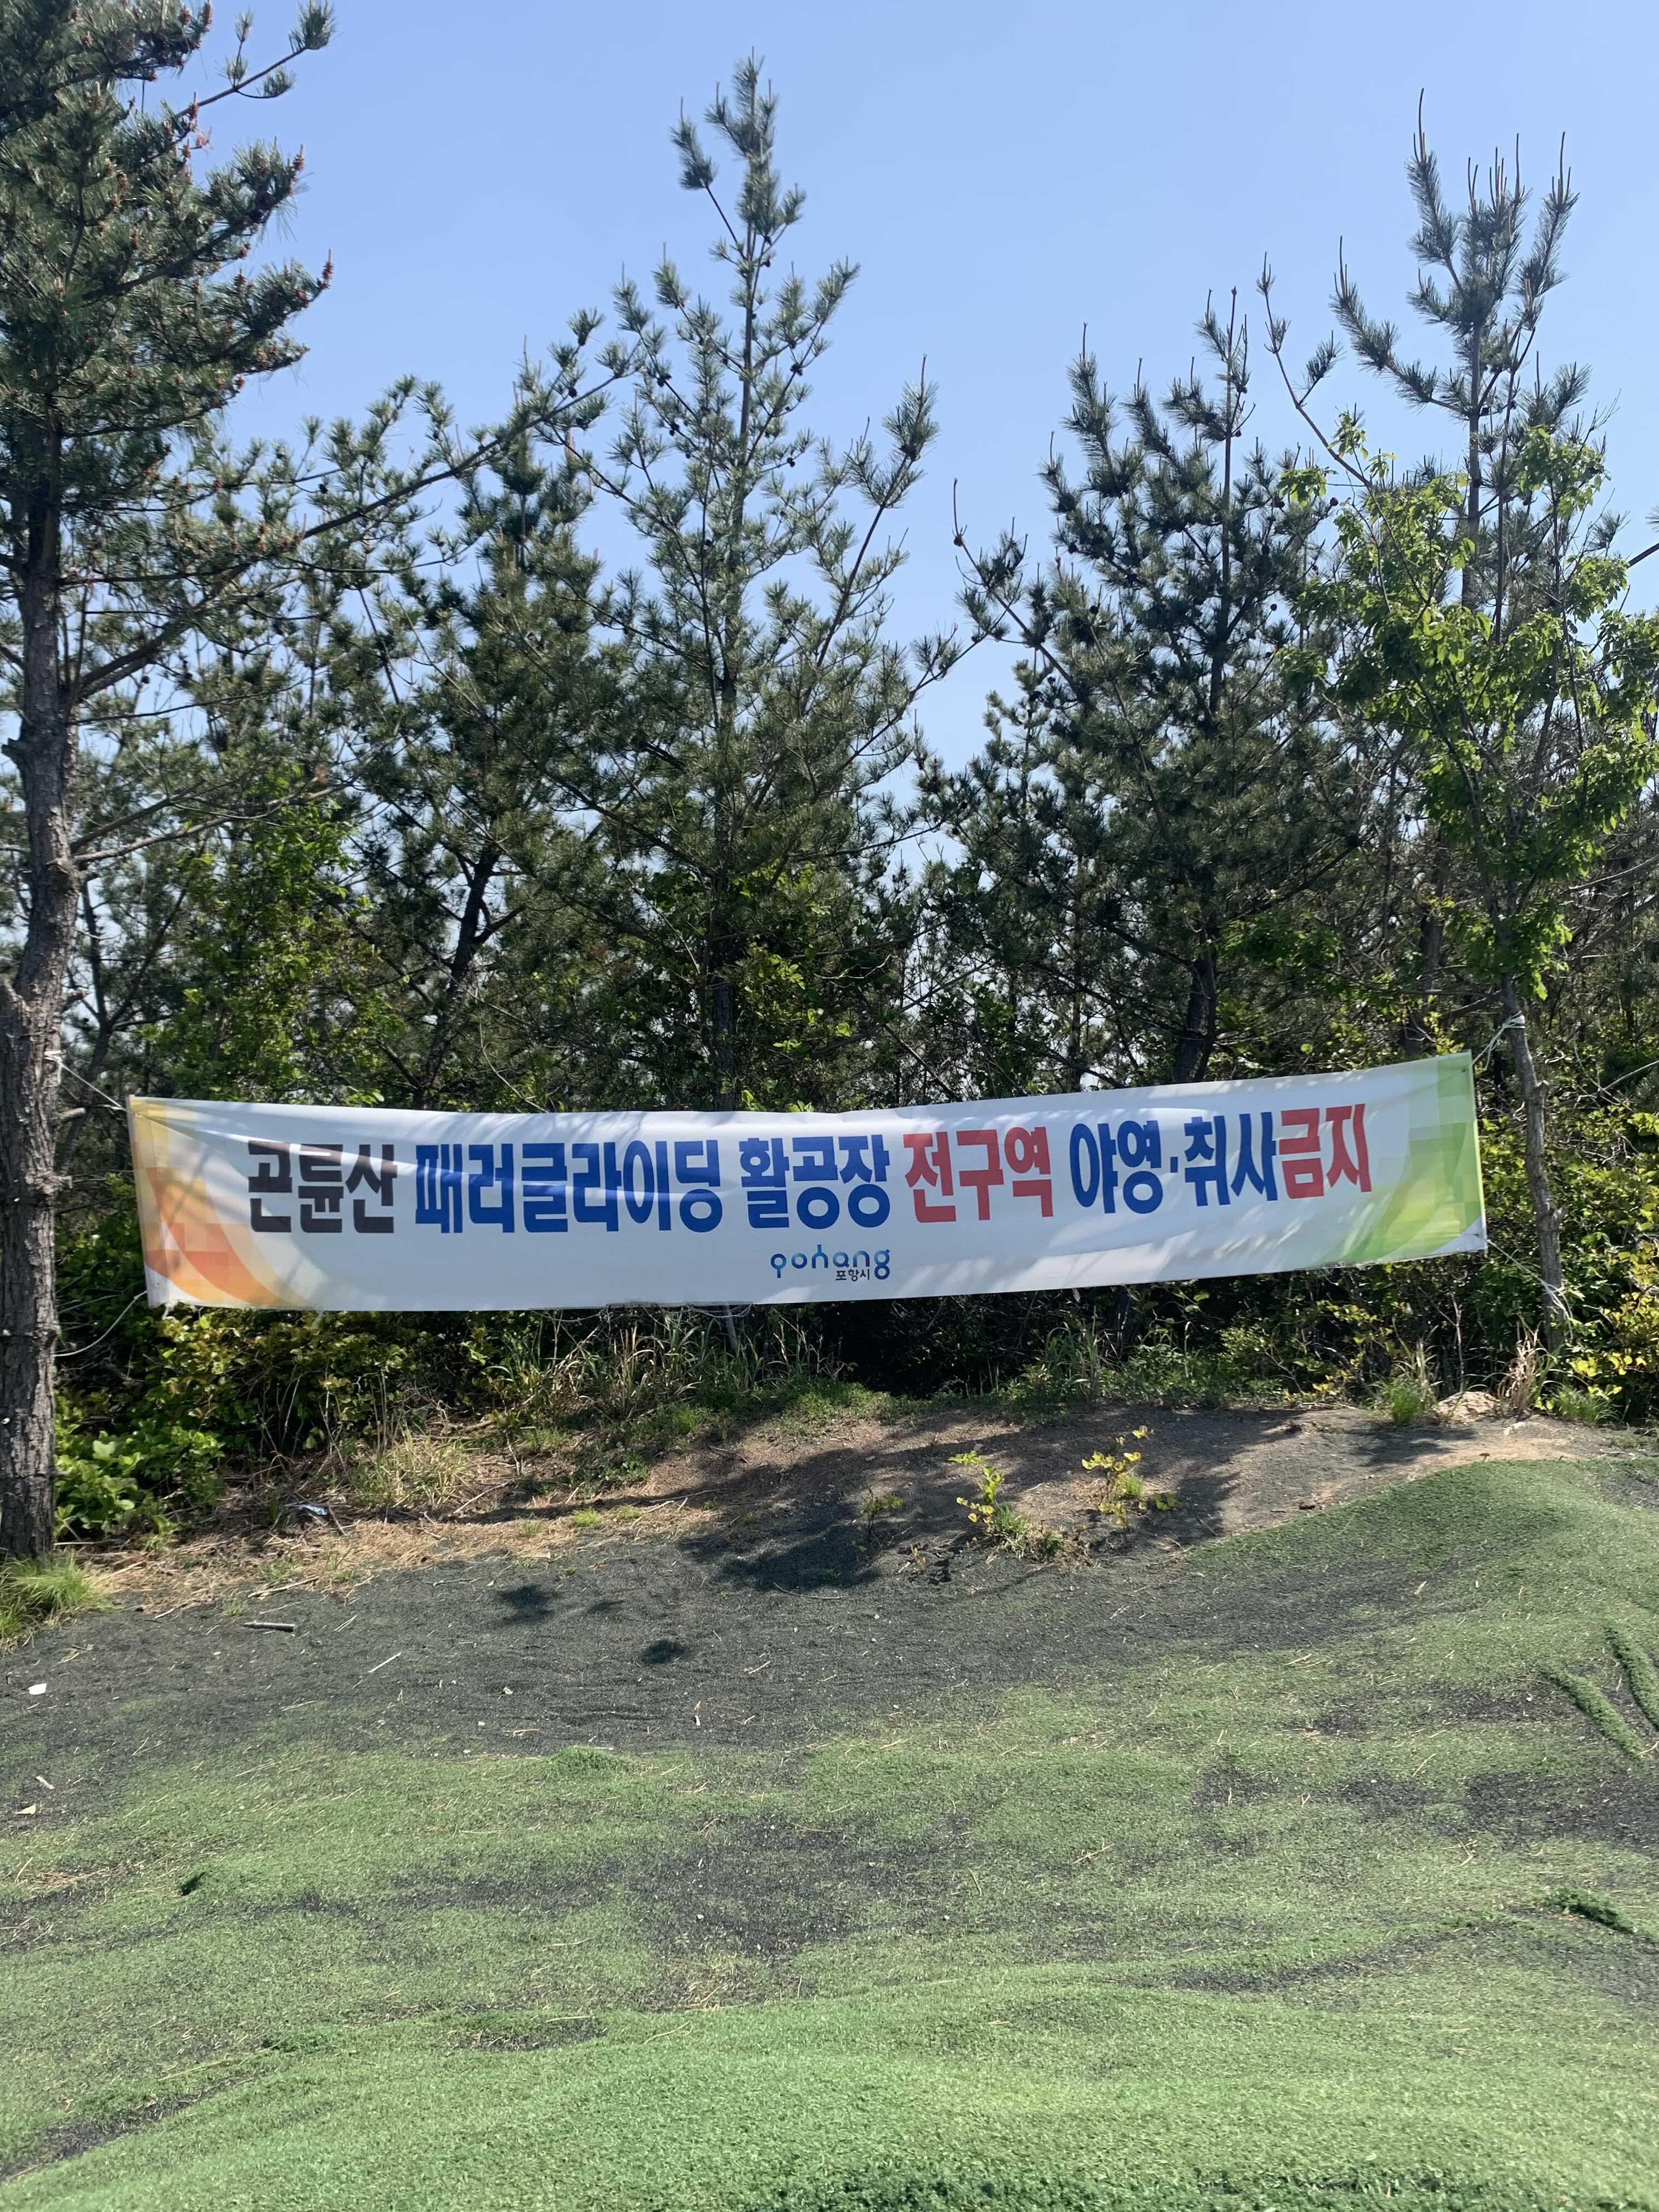 곤륜산 패러글라이딩 활공장 전구역 야영·취사금지
pohang
포항시